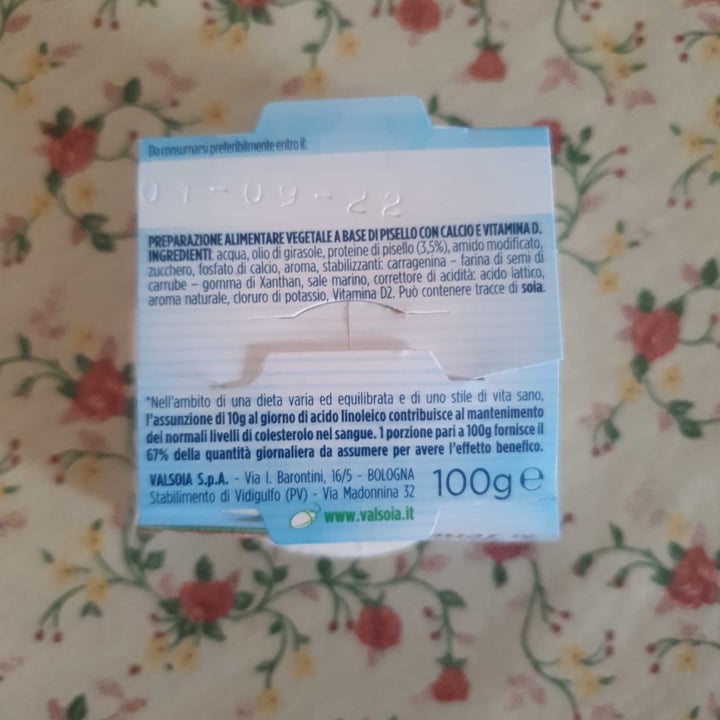 Da consumarsi preferibilmente entro il:
01-09-22
PREPARAZIONE ALIMENTARE VEGETALE A BASE DI PISELLO CON CALCIO E VITAMINA D.
INGREDIENTI: acqua, olio di girasole, proteine di pisello (3,5%), amido modificato,
zucchero, fosfato di calcio, aroma, stabilizzanti: carragenina – farina di semi di
carrube – gomma di Xanthan, sale marino, correttore di acidità: acido lattico,
aroma naturale, cloruro di potassio, Vitamina D2. Può contenere tracce di soia.
*Nell'ambito di una dieta varia ed equilibrata e di uno stile di vita sano,
l'assunzione di 10g al giorno di acido linoleico contribuisce al mantenimento
dei normali livelli di colesterolo nel sangue. 1 porzione pari a 100g fornisce il
67% della quantità giornaliera da assumere per avere l'effetto benefico.
VALSOIA S.p.A. - Via I. Barontini, 16/5 - BOLOGNA
Stabilimento di Vidigulfo (PV) - Via Madonnina 32
100g e
www.valsoia.it